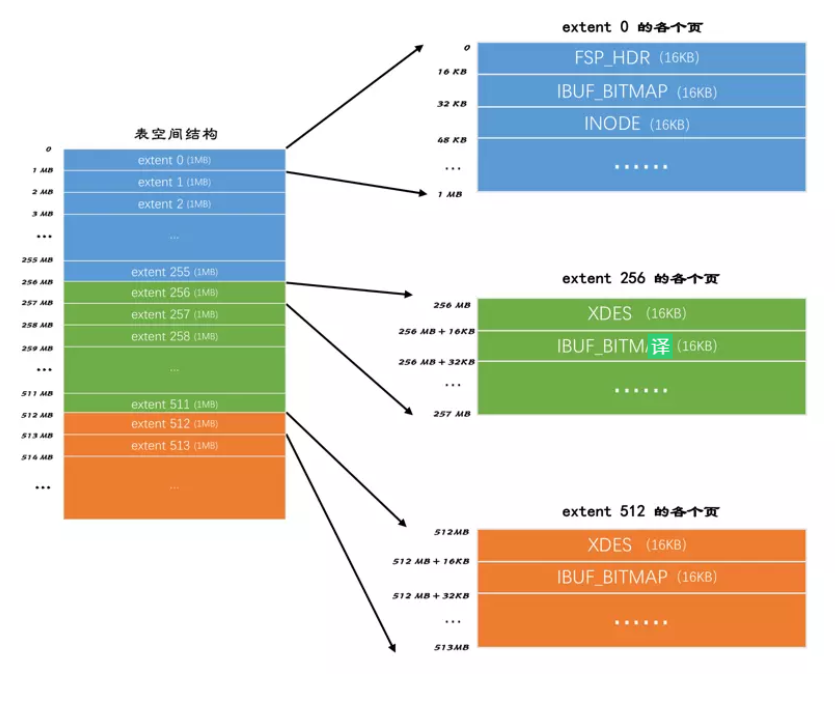 表空间结构
0
extent 0 (1MB)
1 MB
extent 1 (1MB)
2 MB
extent 2 (1MB)
3 MB
...
...
255 MB
extent 255 (1MB)
256 MB
extent 256 (1MB)
257 MB
extent 257 (1MB)
258 MB
extent 258 (1MB)
259 MB
...
...
511 MB
extent 511 (1MB)
512 MB
extent 512 (1MB)
513 MB
extent 513 (1MB)
514 MB
...
...
extent 0 的各个页
0
FSP_HDR (16KB)
16 KB
IBUF_BITMAP (16KB)
32 KB
INODE (16KB)
48 KB
...
......
1 MB
extent 256 的各个页
256 MB
XDES (16KB)
256 MB + 16KB
IBUF_BITMA译 (16KB)
256 MB + 32KB
...
......
257 MB
extent 512 的各个页
512MB
XDES (16KB)
512 MB + 16KB
IBUF_BITMAP (16KB)
512 MB + 32KB
...
......
513MB